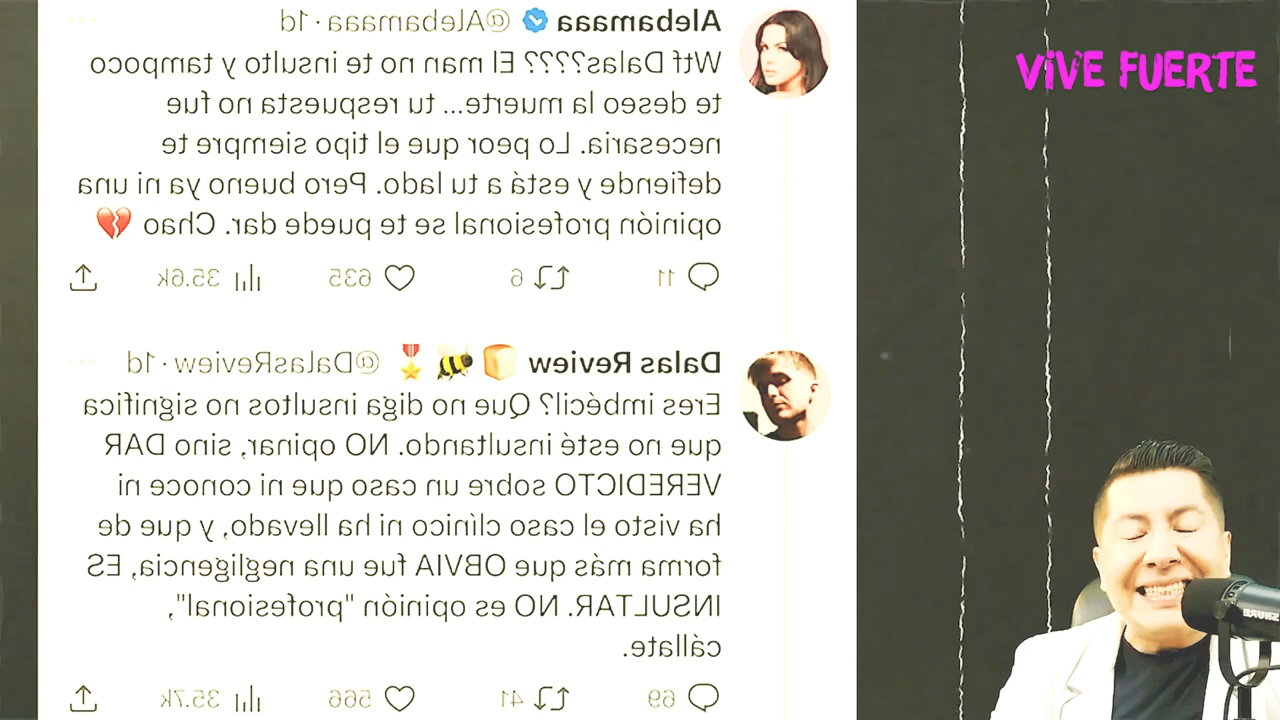 Alebamaaa @Alebamaaa · 1d
Wtf Dalas???? El man no te insulto y tampoco
te deseo la muerte... tu respuesta no fue
necesaria. Lo peor que el tipo siempre te
defiende y está a tu lado. Pero bueno ya ni una
opinión profesional se te puede dar. Chao 💔
11 6 635 35.6k
Dalas Review 🍞🐝🎖️ @DalasReview · 1d
Eres imbécil? Que no diga insultos no significa
que no esté insultando. NO opinar, sino DAR
VEREDICTO sobre un caso que ni conoce ni
ha visto el caso clínico ni ha llevado, y que de
forma más que OBVIA fue una negligencia, ES
INSULTAR. NO es opinión "profesional",
cállate.
69 41 566 35.7k
VIVE FUERTE
SHURE